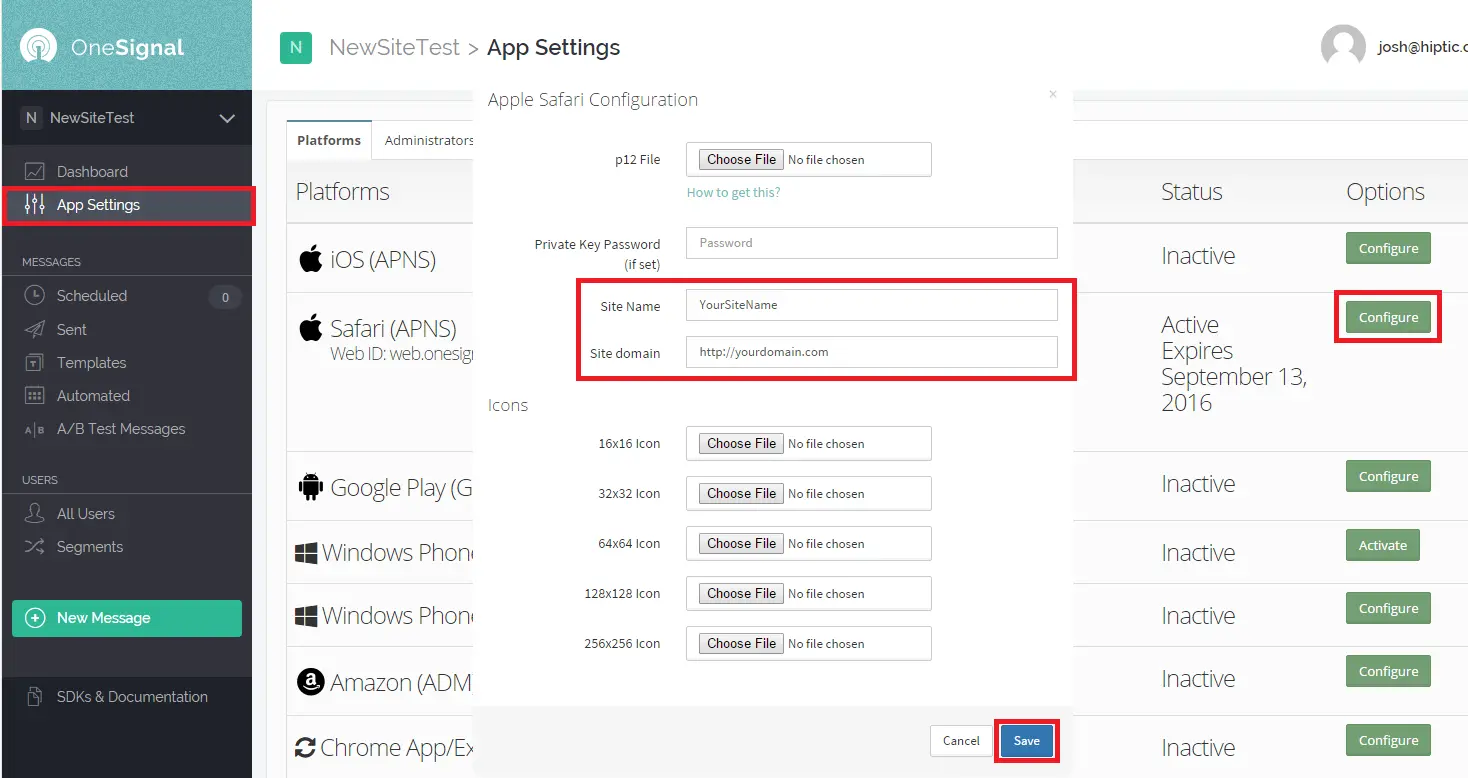 OneSignal
N NewSiteTest > App Settings
josh@hiptic.c
N NewSiteTest
Dashboard
App Settings
MESSAGES
Scheduled 0
Sent
Templates
Automated
A/B Test Messages
USERS
All Users
Segments
New Message
SDKs & Documentation
Platforms Administrators
Platforms Status Options
iOS (APNS) Inactive Configure
Safari (APNS) Active Configure
Web ID: web.onesig
Expires
September 13,
2016
Google Play (G Inactive Configure
Windows Phon Inactive Activate
Windows Phon Inactive Configure
Amazon (ADM Inactive Configure
Chrome App/Ex Inactive Configure
Apple Safari Configuration ×
p12 File Choose File No file chosen
How to get this?
Private Key Password Password
(if set)
Site Name YourSiteName
Site domain http://yourdomain.com
Icons
16x16 Icon Choose File No file chosen
32x32 Icon Choose File No file chosen
64x64 Icon Choose File No file chosen
128x128 Icon Choose File No file chosen
256x256 Icon Choose File No file chosen
Cancel Save